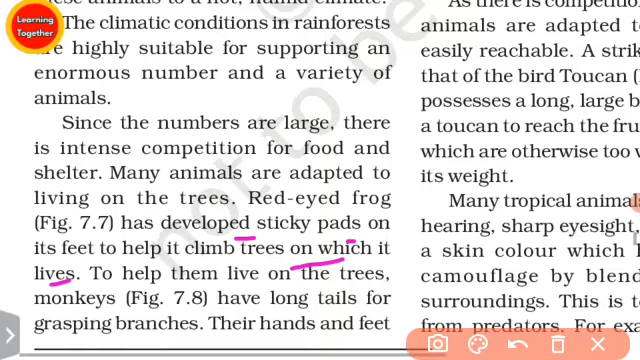 Learning
Together
these animals to a hot, humid climate.
The climatic conditions in rainforests
are highly suitable for supporting an
enormous number and a variety of
animals.
Since the numbers are large, there
is intense competition for food and
shelter. Many animals are adapted to
living on the trees. Red-eyed frog
(Fig. 7.7) has developed sticky pads on
its feet to help it climb trees on which it
lives. To help them live on the trees,
monkeys (Fig. 7.8) have long tails for
grasping branches. Their hands and feet
As there is
animals are adapted
easily reachable. A
that of the bird Toucan
possesses a long, large
a toucan to reach the
which are otherwise too
its weight.
Many tropical
hearing, sharp eyesight,
a skin colour which
camouflage by
surroundings. This is
from predators. For
not to be